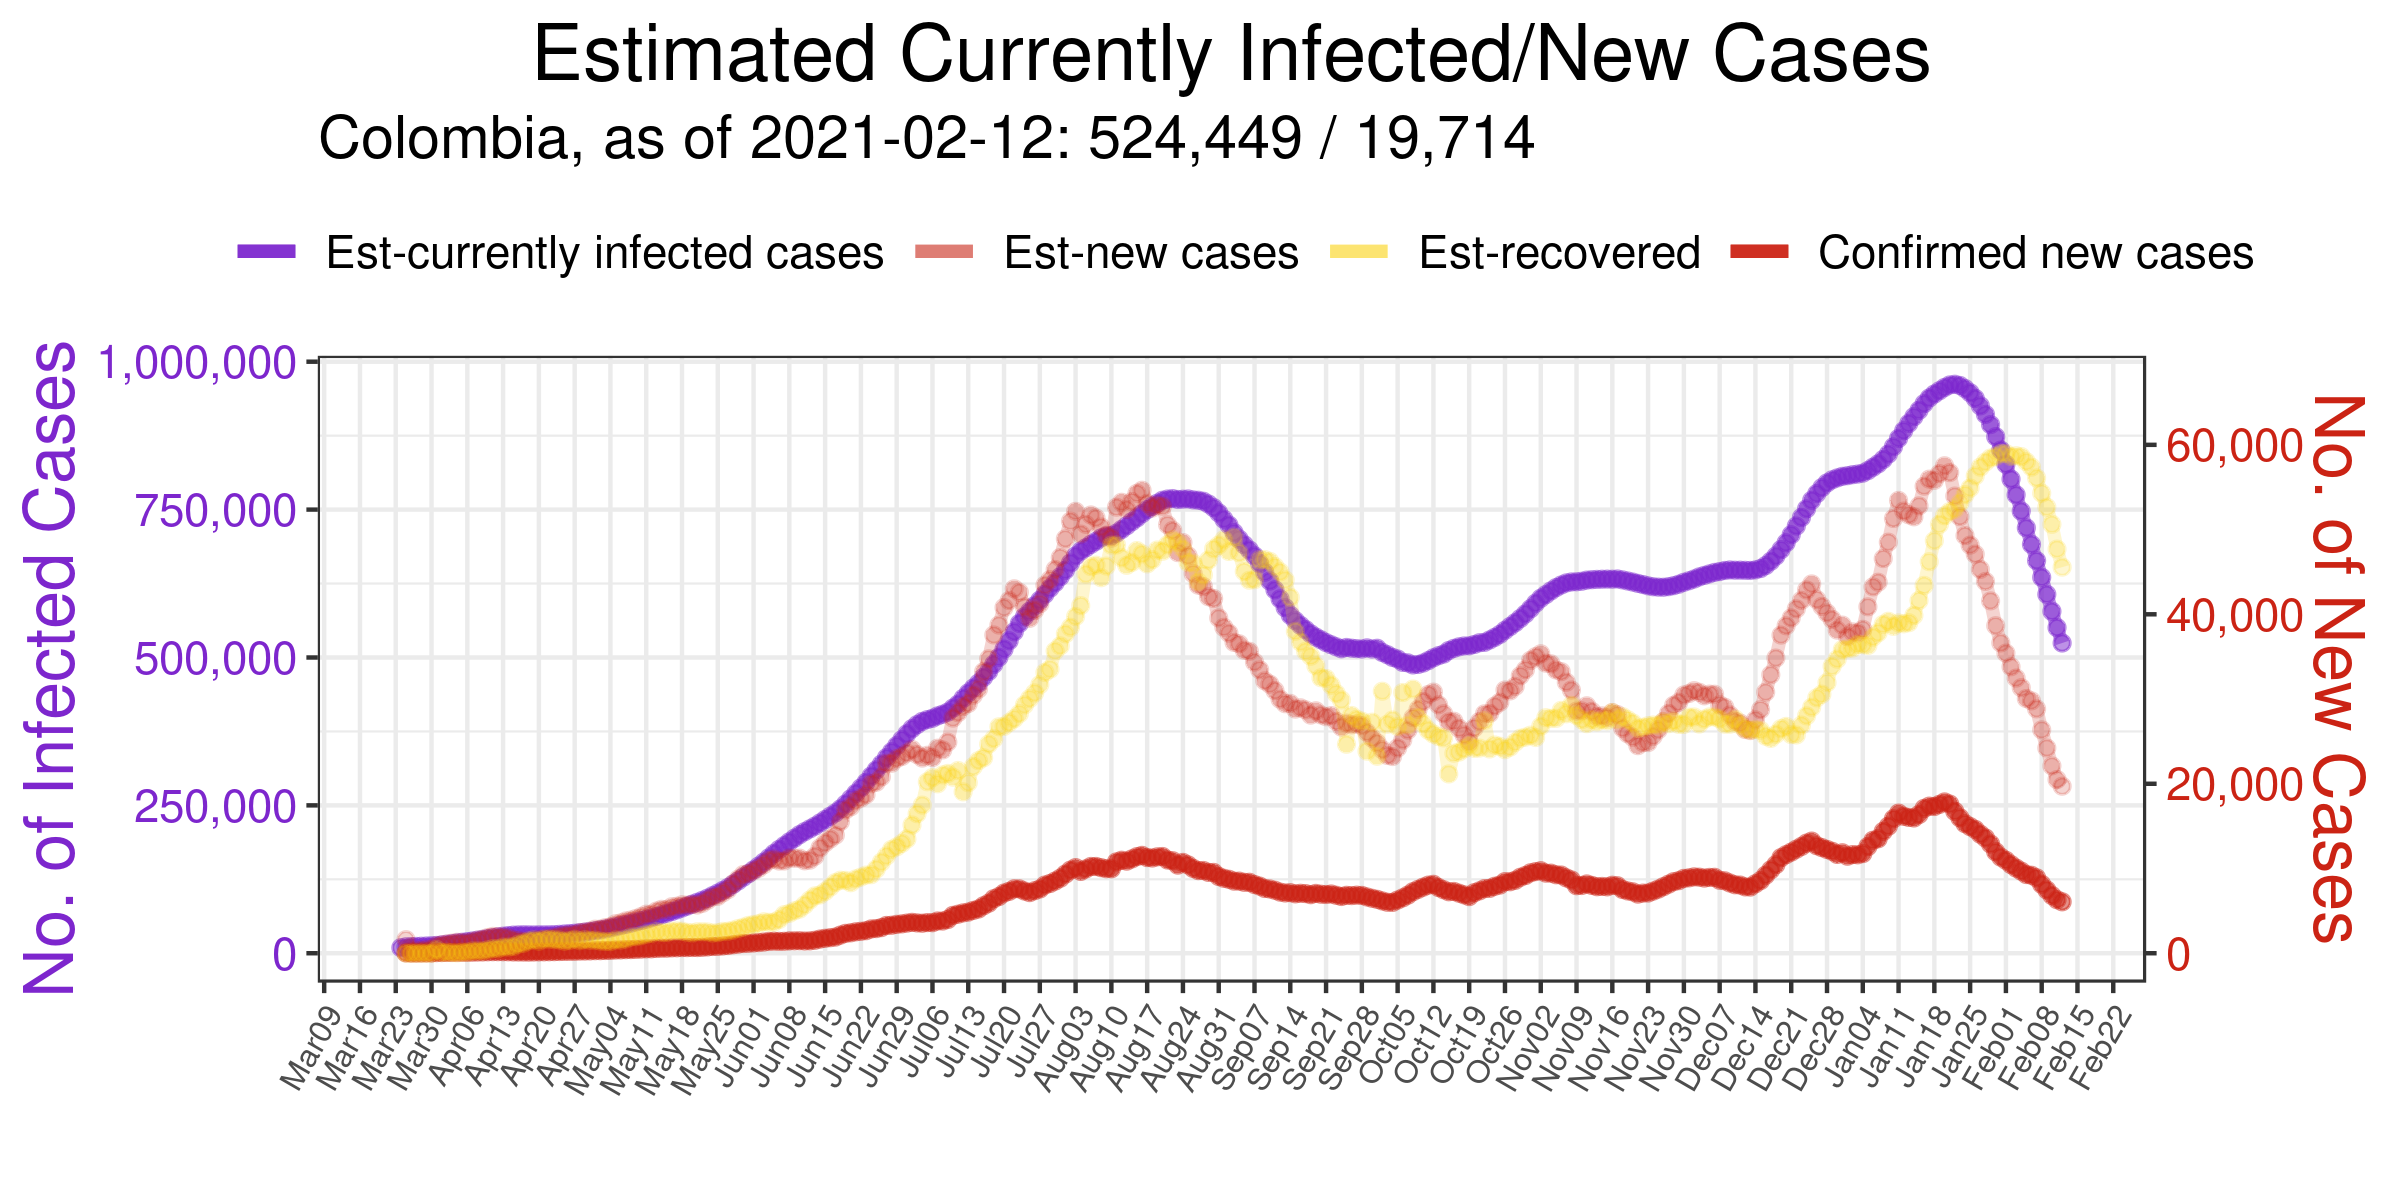 Estimated Currently Infected/New Cases
Colombia, as of 2021-02-12: 524,449 / 19,714
Est-currently infected cases
Est-new cases
Est-recovered
Confirmed new cases
No. of Infected Cases
1,000,000
750,000
500,000
250,000
0
60,000
40,000
20,000
0
No. of New Cases
Mar09
Mar16
Mar23
Mar30
Apr06
Apr13
Apr20
Apr27
May04
May11
May18
May25
Jun01
Jun08
Jun15
Jun22
Jun29
Jul06
Jul13
Jul20
Jul27
Aug03
Aug10
Aug17
Aug24
Aug31
Sep07
Sep14
Sep21
Sep28
Oct05
Oct12
Oct19
Oct26
Nov02
Nov09
Nov16
Nov23
Nov30
Dec07
Dec14
Dec21
Dec28
Jan04
Jan11
Jan18
Jan25
Feb01
Feb08
Feb15
Feb22